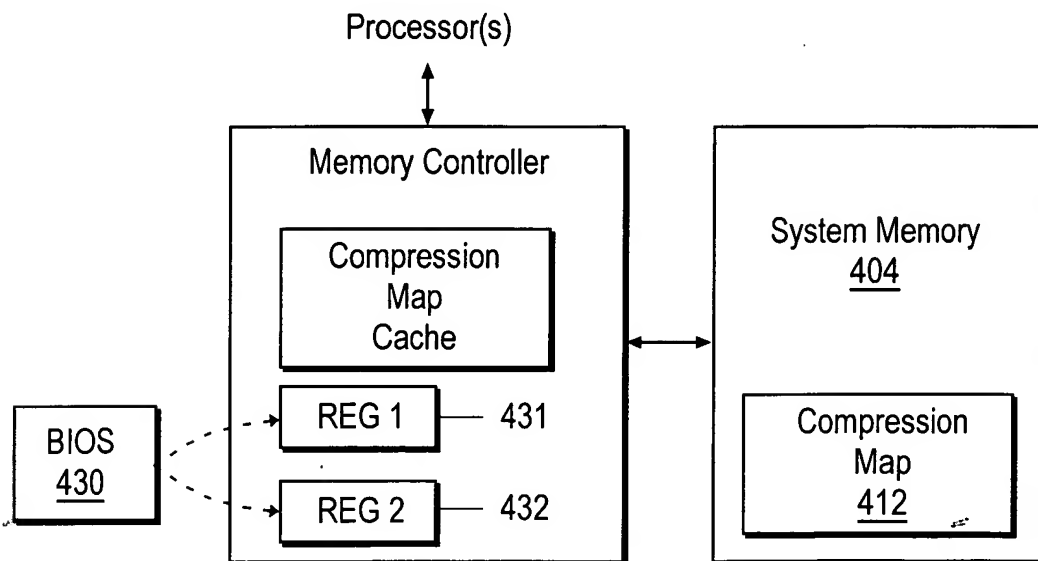 Processor(s)
Memory Controller
Compression
Map
Cache
REG 1
431
REG 2
432
BIOS
430
System Memory
404
Compression
Map
412